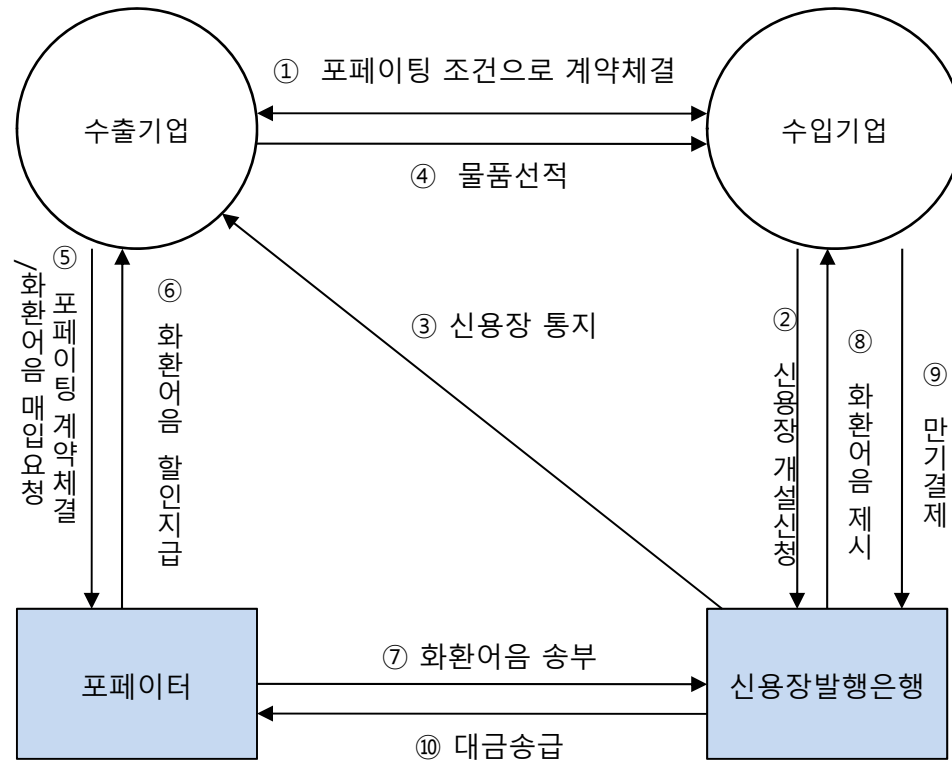 ① 포페이팅 조건으로 계약체결
수출기업
수입기업
④ 물품선적
⑤ 포페이팅 계약체결
/화환어음 매입요청
⑥ 화환어음 할인지급
③ 신용장 통지
② 신용장 개설신청
⑧ 화환어음 제시
⑨ 만기결제
포페이터
⑦ 화환어음 송부
신용장발행은행
⑩ 대금송급